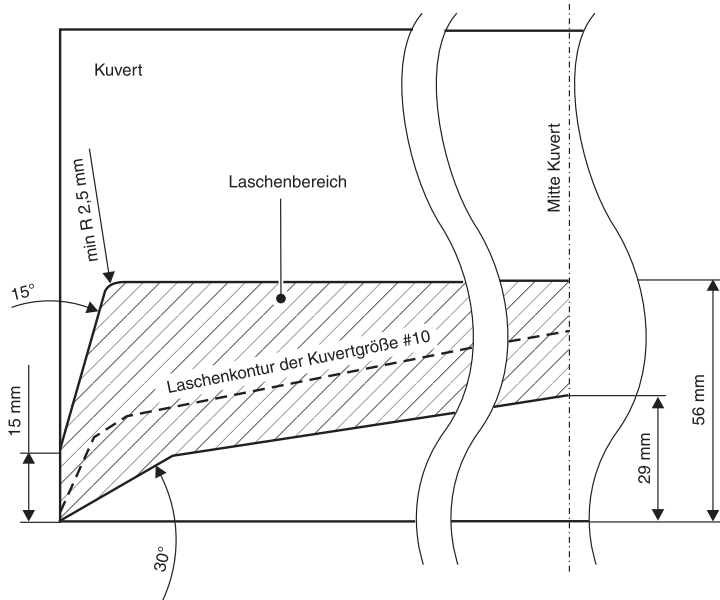 Kuvert
Mitte Kuvert
min R 2,5 mm
Laschenbereich
15°
Laschenkontur der Kuvertgröße #10
15 mm
56 mm
29 mm
30°